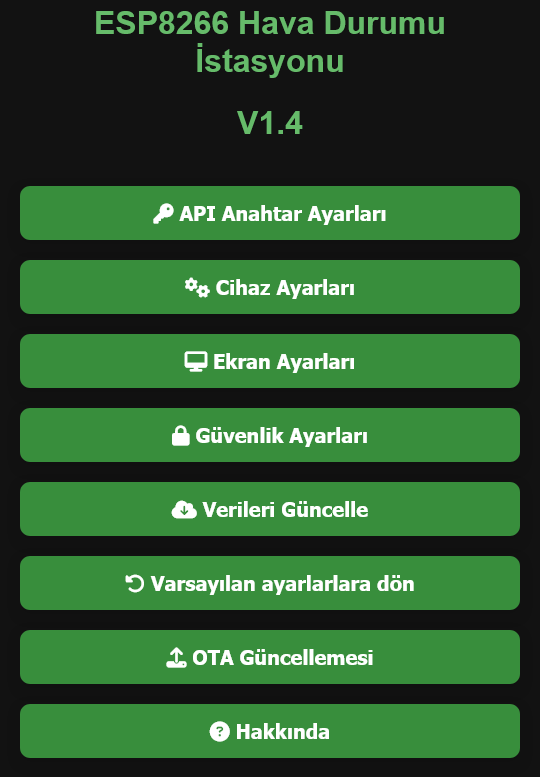 ESP8266 Hava Durumu
İstasyonu
V1.4
API Anahtar Ayarları
Cihaz Ayarları
Ekran Ayarları
Güvenlik Ayarları
Verileri Güncelle
Varsayılan ayarlarlara dön
OTA Güncellemesi
Hakkında